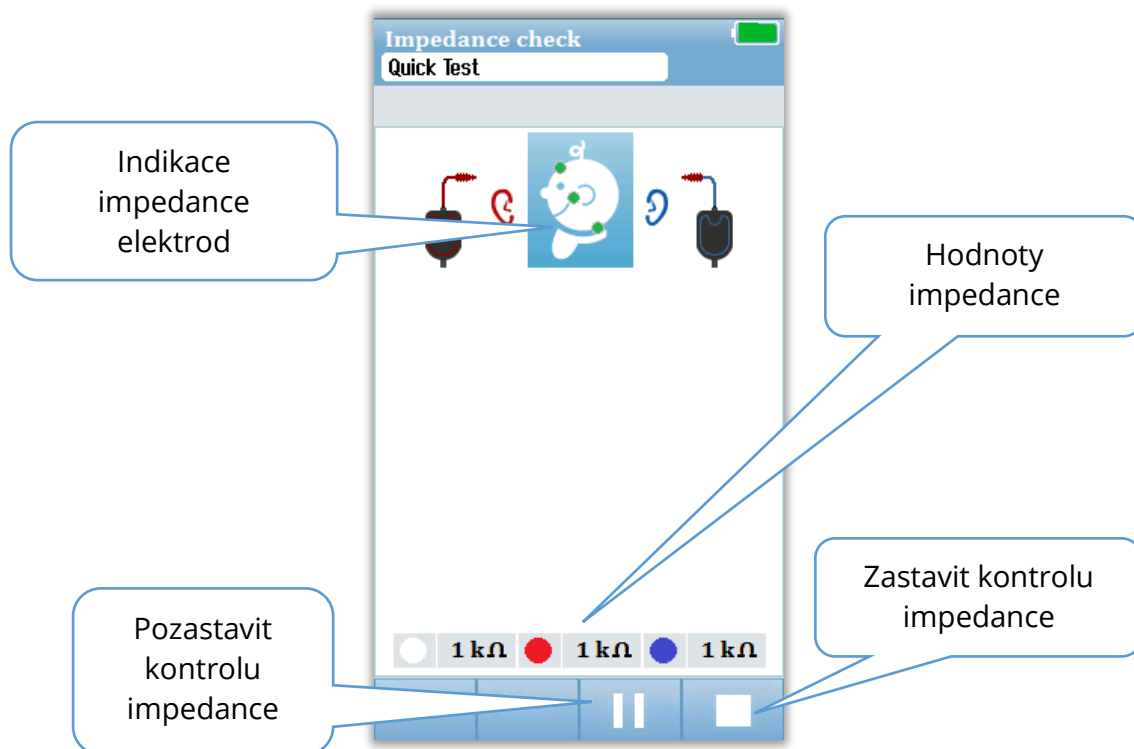 Impedance check
Quick Test
Indikace
impedance
elektrod
Hodnoty
impedance
Zastavit kontrolu
impedance
Pozastavit
kontrolu
impedance
1 kΩ 1 kΩ 1 kΩ